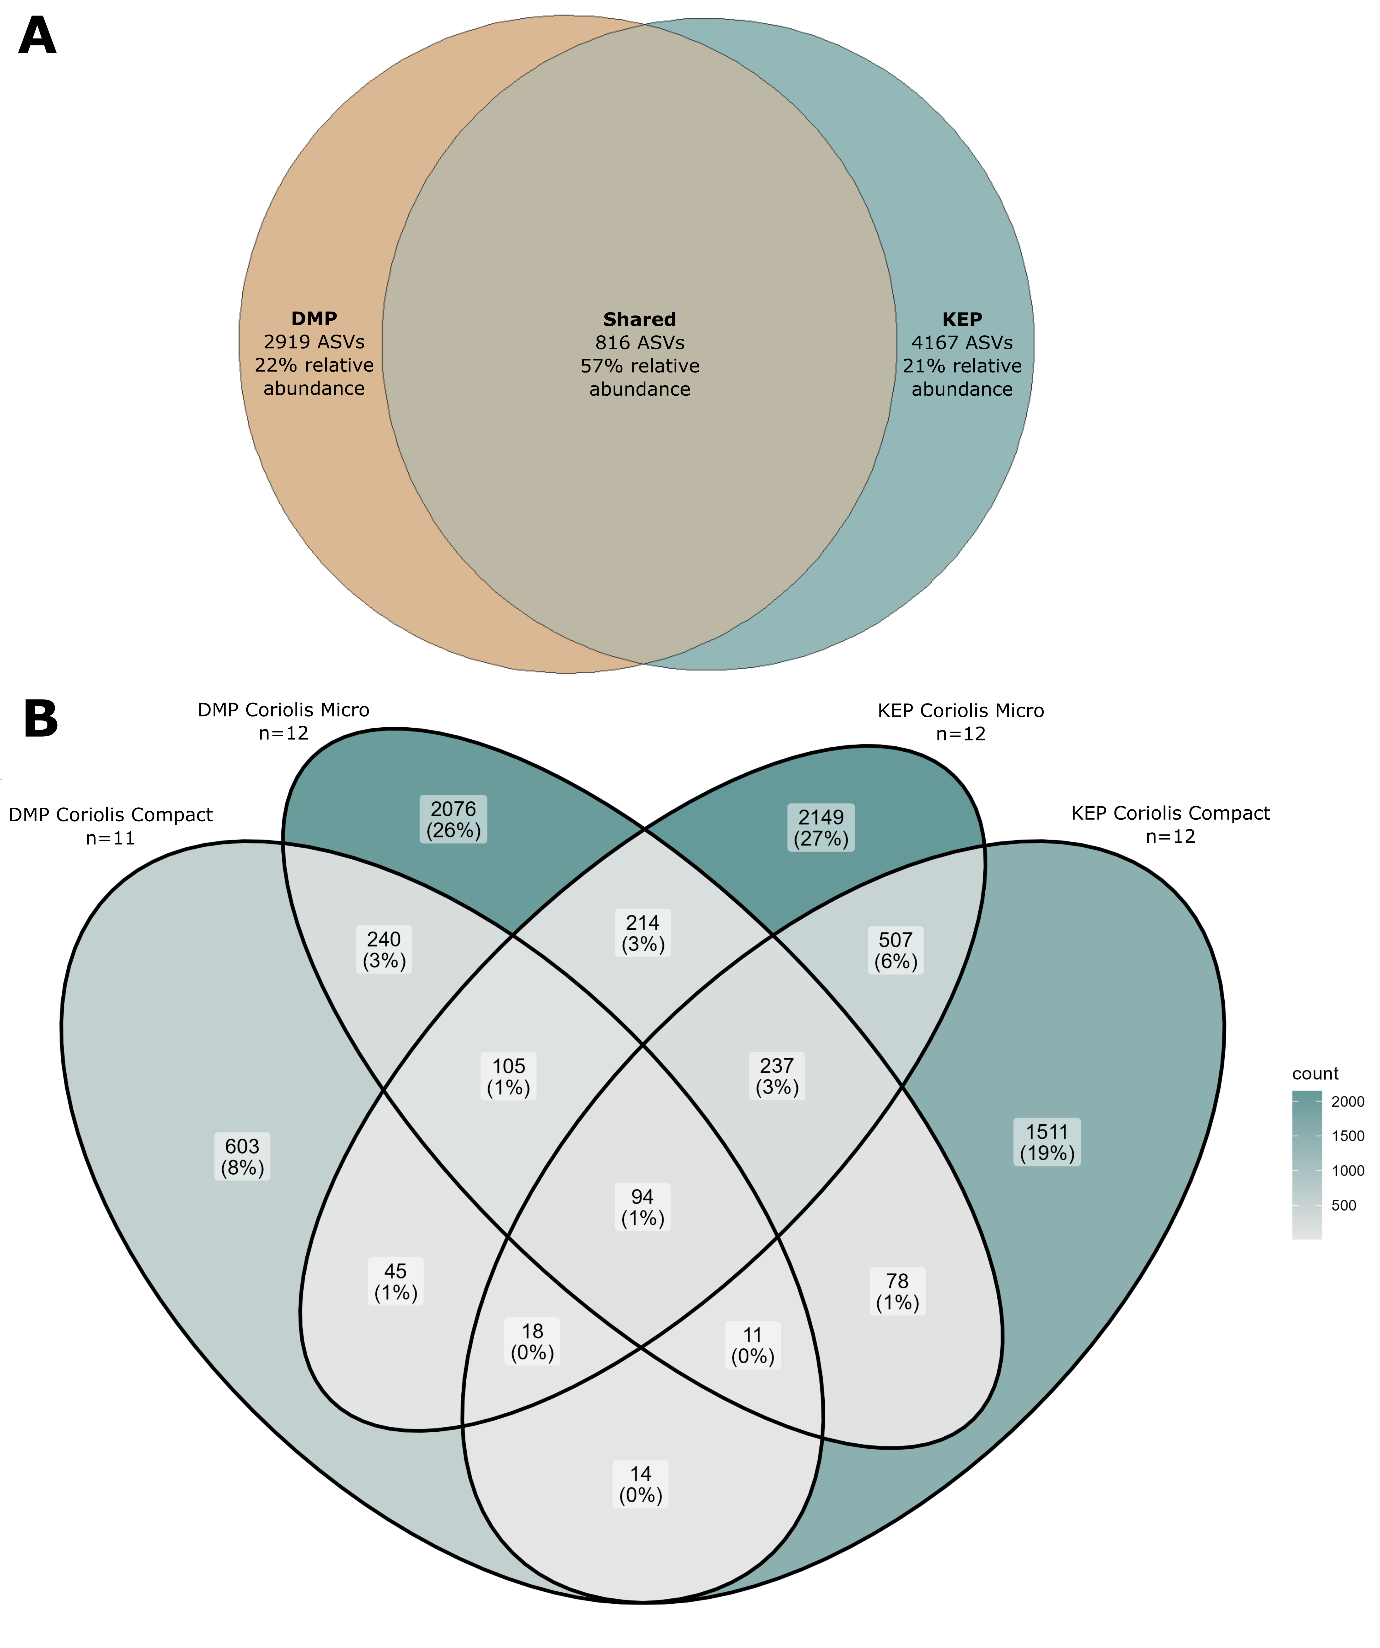 A
DMP
2919 ASVs
22% relative
abundance
Shared
816 ASVs
57% relative
abundance
KEP
4167 ASVs
21% relative
abundance
B
DMP Coriolis Micro
n=12
KEP Coriolis Micro
n=12
DMP Coriolis Compact
n=11
KEP Coriolis Compact
n=12
2076
(26%)
2149
(27%)
240
(3%)
214
(3%)
507
(6%)
105
(1%)
237
(3%)
603
(8%)
1511
(19%)
94
(1%)
45
(1%)
78
(1%)
18
(0%)
11
(0%)
14
(0%)
count
2000
1500
1000
500